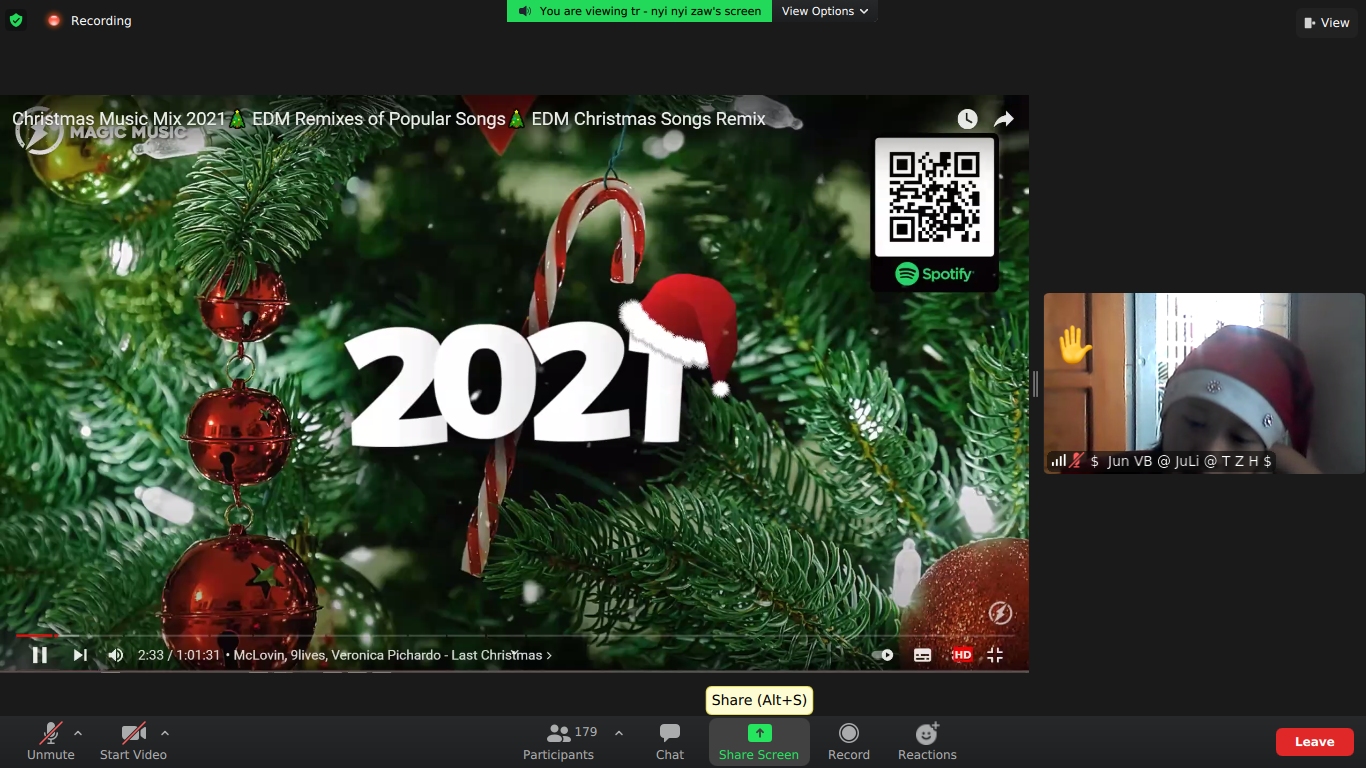 Recording
You are viewing tr - nyi nyi zaw's screen
View Options
View
Christmas Music Mix 2021🎄 EDM Remixes of Popular Songs🎄 EDM Christmas Songs Remix
MAGIC MUSIC
Spotify
2021
$ Jun VB @ JuLi @ T Z H $
2:33 / 1:01:31 • McLovin, 9lives, Veronica Pichardo - Last Christmas >
HD
Share (Alt+S)
Unmute
Start Video
Participants
179
Chat
Share Screen
Record
Reactions
Leave